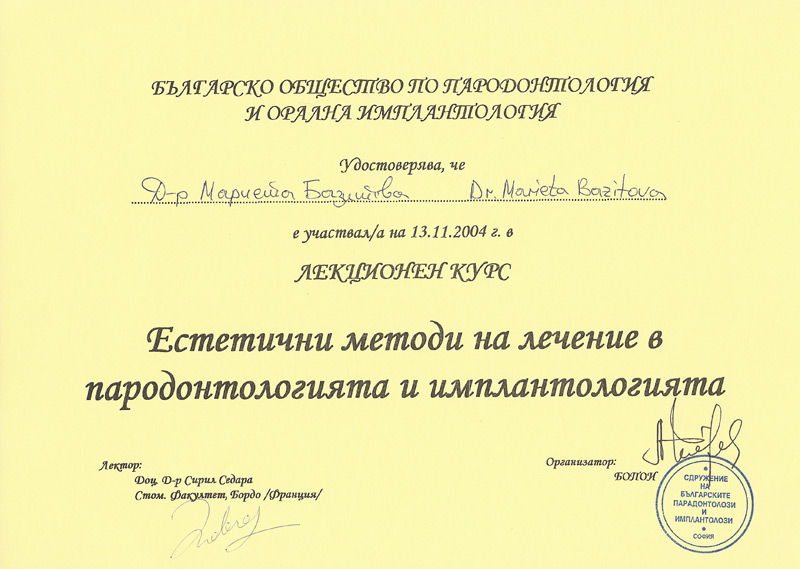 БЪЛГАРСКО ОБЩЕСТВО ПО ПАРОДОНТОЛОГИЯ
И ОРАЛНА ИМПЛАНТОЛОГИЯ
Удостоверява, че
Д-р Мариета Базитова Dr. Marieta Bazitova
е участвал/а на 13.11.2004 г. в
ЛЕКЦИОНЕН КУРС
Естетични методи на лечение в
пародонтологията и имплантологията
Лектор:
Доц. Д-р Сирил Седара
Стом. Факултет, Бордо /Франция/
Организатор:
БОПОИ
СДРУЖЕНИЕ
НА
БЪЛГАРСКИТЕ
ПАРАДОНТОЛОЗИ
И
ИМПЛАНТОЛОЗИ
СОФИЯ